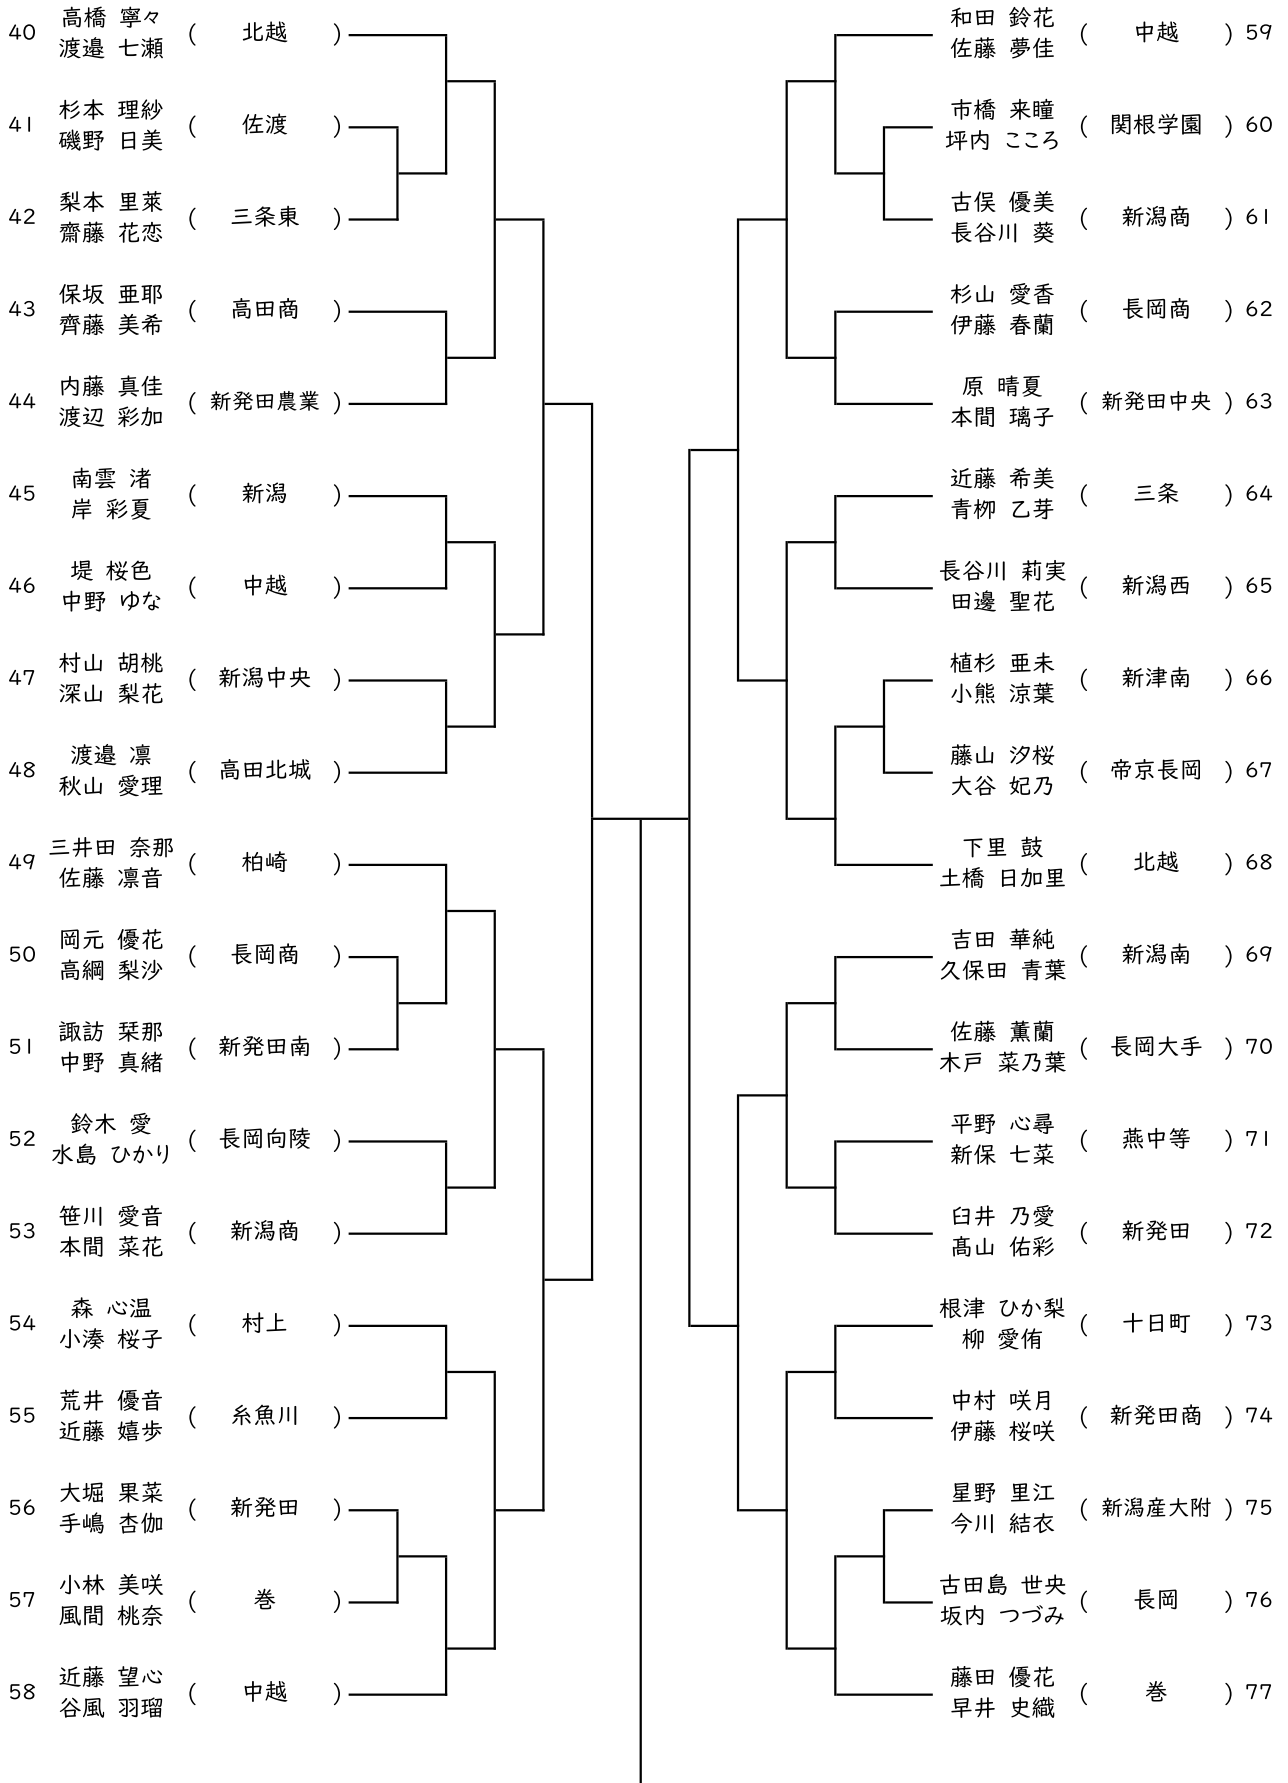 40 高橋 寧々 ( 北越 )
渡邉 七瀬
41 杉本 理紗 ( 佐渡 )
磯野 日美
42 梨本 里菜 ( 三条東 )
齋藤 花恋
43 保坂 亜耶 ( 高田商 )
齊藤 美希
44 内藤 真佳 ( 新発田農業 )
渡辺 彩加
45 南雲 渚 ( 新潟 )
岸 彩夏
46 堤 桜色 ( 中越 )
中野 ゆな
47 村山 胡桃 ( 新潟中央 )
深山 梨花
48 渡邉 凛 ( 高田北城 )
秋山 愛理
49 三井田 奈那 ( 柏崎 )
佐藤 凛音
50 岡元 優花 ( 長岡商 )
高綱 梨沙
51 諏訪 栞那 ( 新発田南 )
中野 真緒
52 鈴木 愛 ( 長岡向陵 )
水島 ひかり
53 笹川 愛音 ( 新潟商 )
本間 菜花
54 森 心温 ( 村上 )
小湊 桜子
55 荒井 優音 ( 糸魚川 )
近藤 嬉歩
56 大堀 果菜 ( 新発田 )
手嶋 杏伽
57 小林 美咲 ( 巻 )
風間 桃奈
58 近藤 望心 ( 中越 )
谷風 羽瑠
和田 鈴花 ( 中越 ) 59
佐藤 夢佳
市橋 来瞳 ( 関根学園 ) 60
坪内 こころ
古俣 優美 ( 新潟商 ) 61
長谷川 葵
杉山 愛香 ( 長岡商 ) 62
伊藤 春蘭
原 晴夏 ( 新発田中央 ) 63
本間 璃子
近藤 希美 ( 三条 ) 64
青栁 乙芽
長谷川 莉実 ( 新潟西 ) 65
田邊 聖花
植杉 亜未 ( 新津南 ) 66
小熊 涼葉
藤山 汐桜 ( 帝京長岡 ) 67
大谷 妃乃
下里 鼓 ( 北越 ) 68
土橋 日加里
吉田 華純 ( 新潟南 ) 69
久保田 青葉
佐藤 薫蘭 ( 長岡大手 ) 70
木戸 菜乃葉
平野 心尋 ( 燕中等 ) 71
新保 七菜
臼井 乃愛 ( 新発田 ) 72
髙山 佑彩
根津 ひか梨 ( 十日町 ) 73
柳 愛侑
中村 咲月 ( 新発田商 ) 74
伊藤 桜咲
星野 里江 ( 新潟産大附 ) 75
今川 結衣
古田島 世央 ( 長岡 ) 76
坂内 つづみ
藤田 優花 ( 巻 ) 77
早井 史織